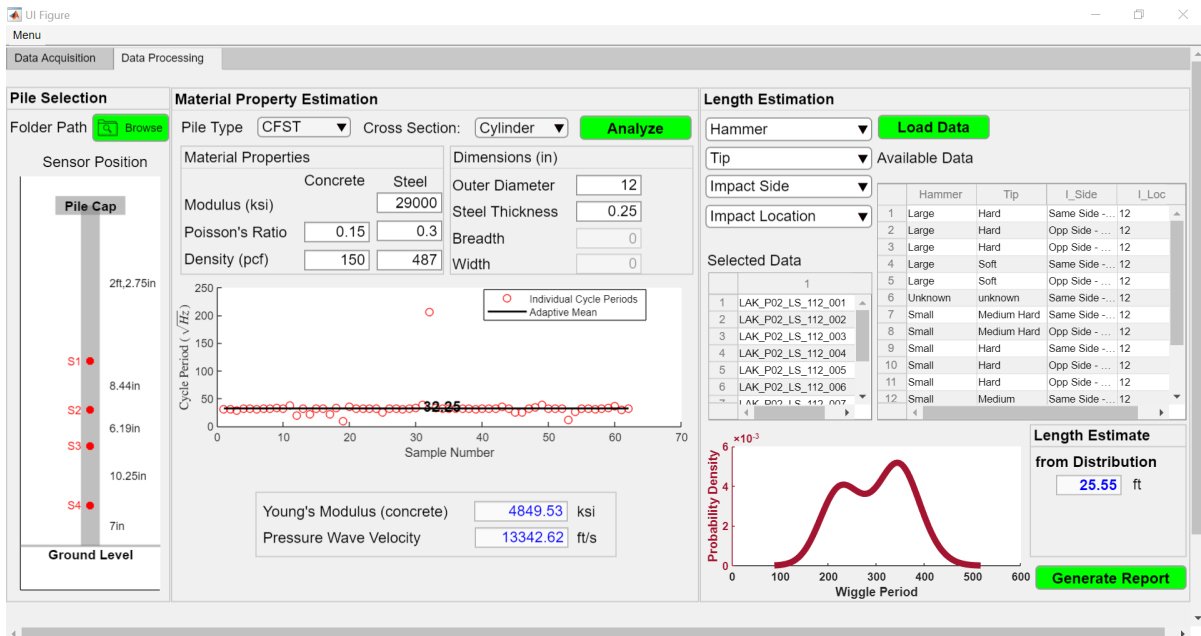 UI Figure
Menu
Data Acquisition Data Processing
Pile Selection
Folder Path Browse
Sensor Position
Pile Cap
2ft,2.75in
S1
8.44in
S2
6.19in
S3
10.25in
S4
7in
Ground Level
Material Property Estimation
Pile Type CFST Cross Section: Cylinder Analyze
Material Properties
Concrete Steel
Modulus (ksi) 29000
Poisson's Ratio 0.15 0.3
Density (pcf) 150 487
Dimensions (in)
Outer Diameter 12
Steel Thickness 0.25
Breadth 0
Width 0
Cycle Period (√Hz)
250
200
150
100
50
0
Individual Cycle Periods
Adaptive Mean
32.25
0 10 20 30 40 50 60 70
Sample Number
Young's Modulus (concrete) 4849.53 ksi
Pressure Wave Velocity 13342.62 ft/s
Length Estimation
Hammer
Tip
Impact Side
Impact Location
Load Data
Available Data
Hammer Tip I_Side I_Loc
1 Large Hard Same Side -... 12
2 Large Hard Opp Side - ... 12
3 Large Hard Same Side -... 12
4 Large Soft Same Side -... 12
5 Large Soft Opp Side - ... 12
6 Unknown unknown Same Side -... 12
7 Small Medium Hard Same Side -... 12
8 Small Medium Hard Opp Side - ... 12
9 Small Hard Same Side -... 12
10 Small Hard Opp Side - ... 12
11 Small Hard Opp Side - ... 12
12 Small Medium Same Side -... 12
Selected Data
1
1 LAK_P02_LS_112_001
2 LAK_P02_LS_112_002
3 LAK_P02_LS_112_003
4 LAK_P02_LS_112_004
5 LAK_P02_LS_112_005
6 LAK_P02_LS_112_006
7 LAK_P02_LS_112_007
×10-3
Probability Density
6
4
2
0
0 100 200 300 400 500 600
Wiggle Period
Length Estimate
from Distribution
25.55 ft
Generate Report